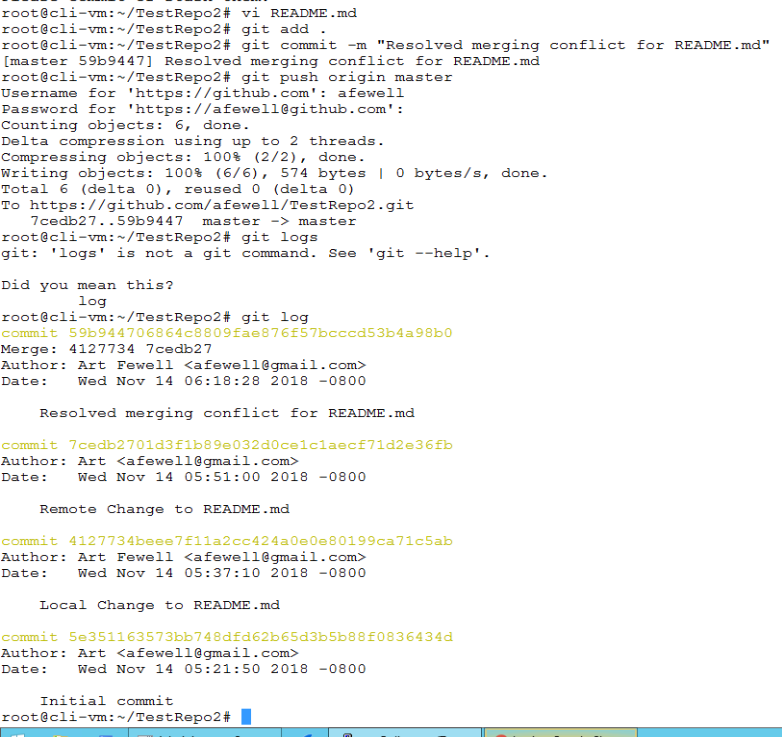 root@cli-vm:~/TestRepo2# vi README.md
root@cli-vm:~/TestRepo2# git add .
root@cli-vm:~/TestRepo2# git commit -m "Resolved merging conflict for README.md"
[master 59b9447] Resolved merging conflict for README.md
root@cli-vm:~/TestRepo2# git push origin master
Username for 'https://github.com': afewell
Password for 'https://afewell@github.com':
Counting objects: 6, done.
Delta compression using up to 2 threads.
Compressing objects: 100% (2/2), done.
Writing objects: 100% (6/6), 574 bytes | 0 bytes/s, done.
Total 6 (delta 0), reused 0 (delta 0)
To https://github.com/afewell/TestRepo2.git
   7cedb27..59b9447  master -> master
root@cli-vm:~/TestRepo2# git logs
git: 'logs' is not a git command. See 'git --help'.
Did you mean this?
        log
root@cli-vm:~/TestRepo2# git log
commit 59b944706864c8809fae876f57bcccd53b4a98b0
Merge: 4127734 7cedb27
Author: Art Fewell <afewell@gmail.com>
Date:   Wed Nov 14 06:18:28 2018 -0800
    Resolved merging conflict for README.md
commit 7cedb2701d3f1b89e032d0ce1c1aecf71d2e36fb
Author: Art <afewell@gmail.com>
Date:   Wed Nov 14 05:51:00 2018 -0800
    Remote Change to README.md
commit 4127734beee7f11a2cc424a0e0e80199ca71c5ab
Author: Art Fewell <afewell@gmail.com>
Date:   Wed Nov 14 05:37:10 2018 -0800
    Local Change to README.md
commit 5e351163573bb748dfd62b65d3b5b88f0836434d
Author: Art <afewell@gmail.com>
Date:   Wed Nov 14 05:21:50 2018 -0800
    Initial commit
root@cli-vm:~/TestRepo2#